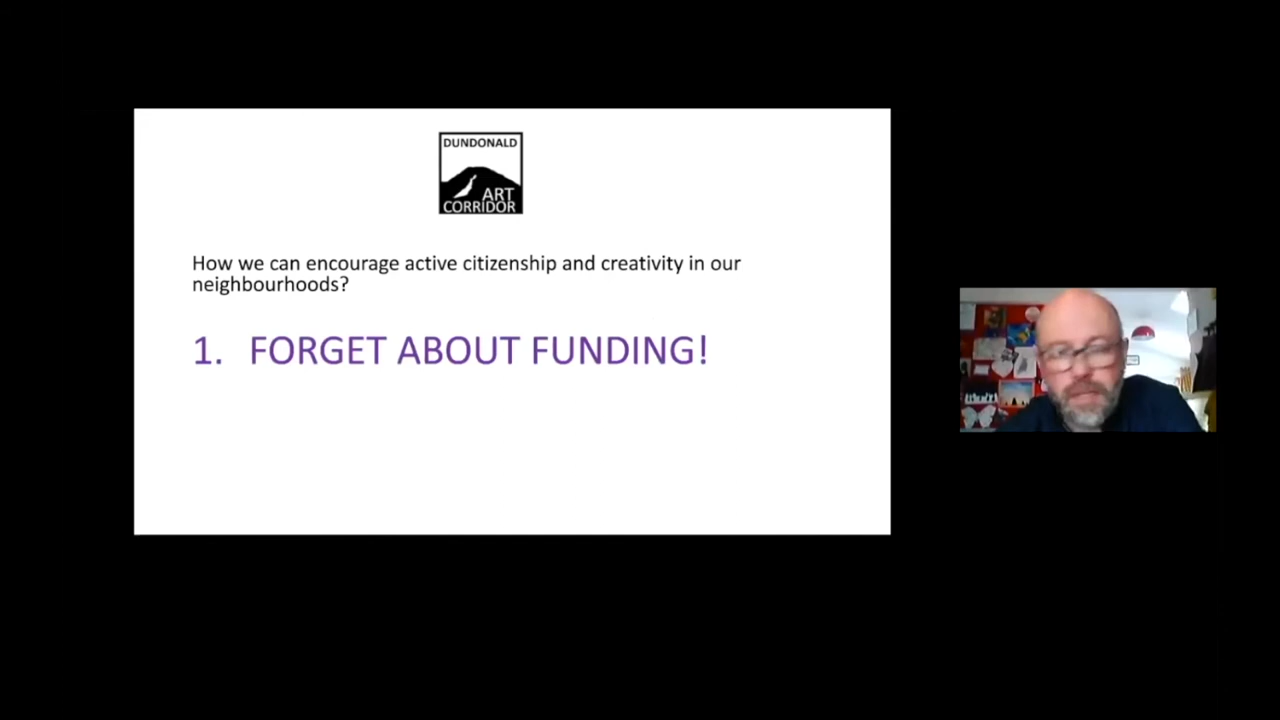 DUNDONALD
ART
CORRIDOR
How we can encourage active citizenship and creativity in our
neighbourhoods?
1. FORGET ABOUT FUNDING!